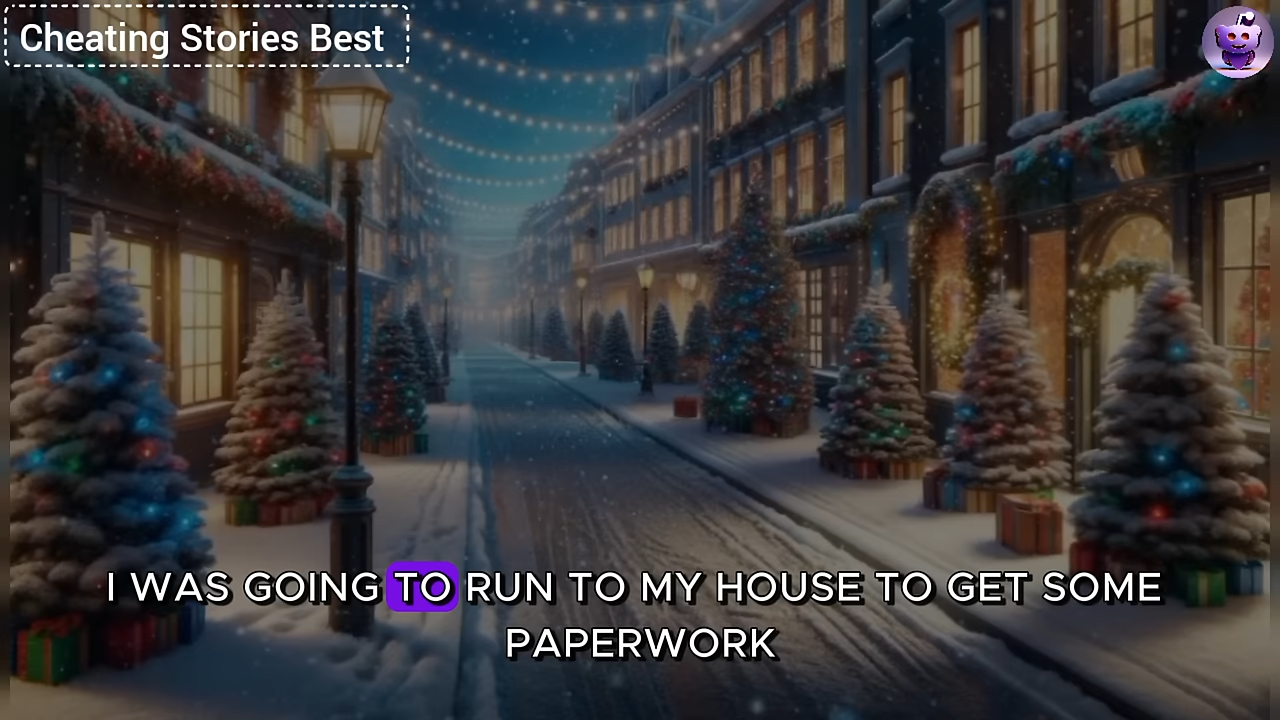 Cheating Stories Best
I WAS GOING TO RUN TO MY HOUSE TO GET SOME
PAPERWORK